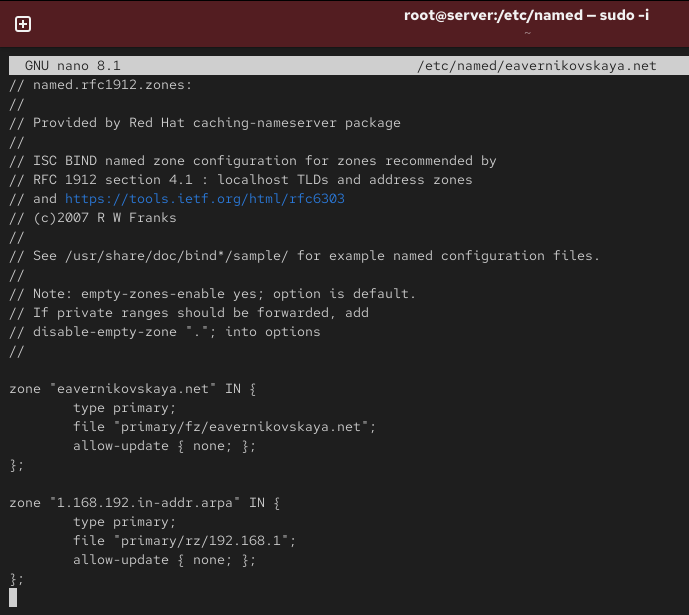 root@server:/etc/named — sudo -i
~
GNU nano 8.1 /etc/named/eavernikovskaya.net
// named.rfc1912.zones:
//
// Provided by Red Hat caching-nameserver package
//
// ISC BIND named zone configuration for zones recommended by
// RFC 1912 section 4.1 : localhost TLDs and address zones
// and https://tools.ietf.org/html/rfc6303
// (c)2007 R W Franks
//
// See /usr/share/doc/bind*/sample/ for example named configuration files.
//
// Note: empty-zones-enable yes; option is default.
// If private ranges should be forwarded, add
// disable-empty-zone "."; into options
//
zone "eavernikovskaya.net" IN {
        type primary;
        file "primary/fz/eavernikovskaya.net";
        allow-update { none; };
};
zone "1.168.192.in-addr.arpa" IN {
        type primary;
        file "primary/rz/192.168.1";
        allow-update { none; };
};